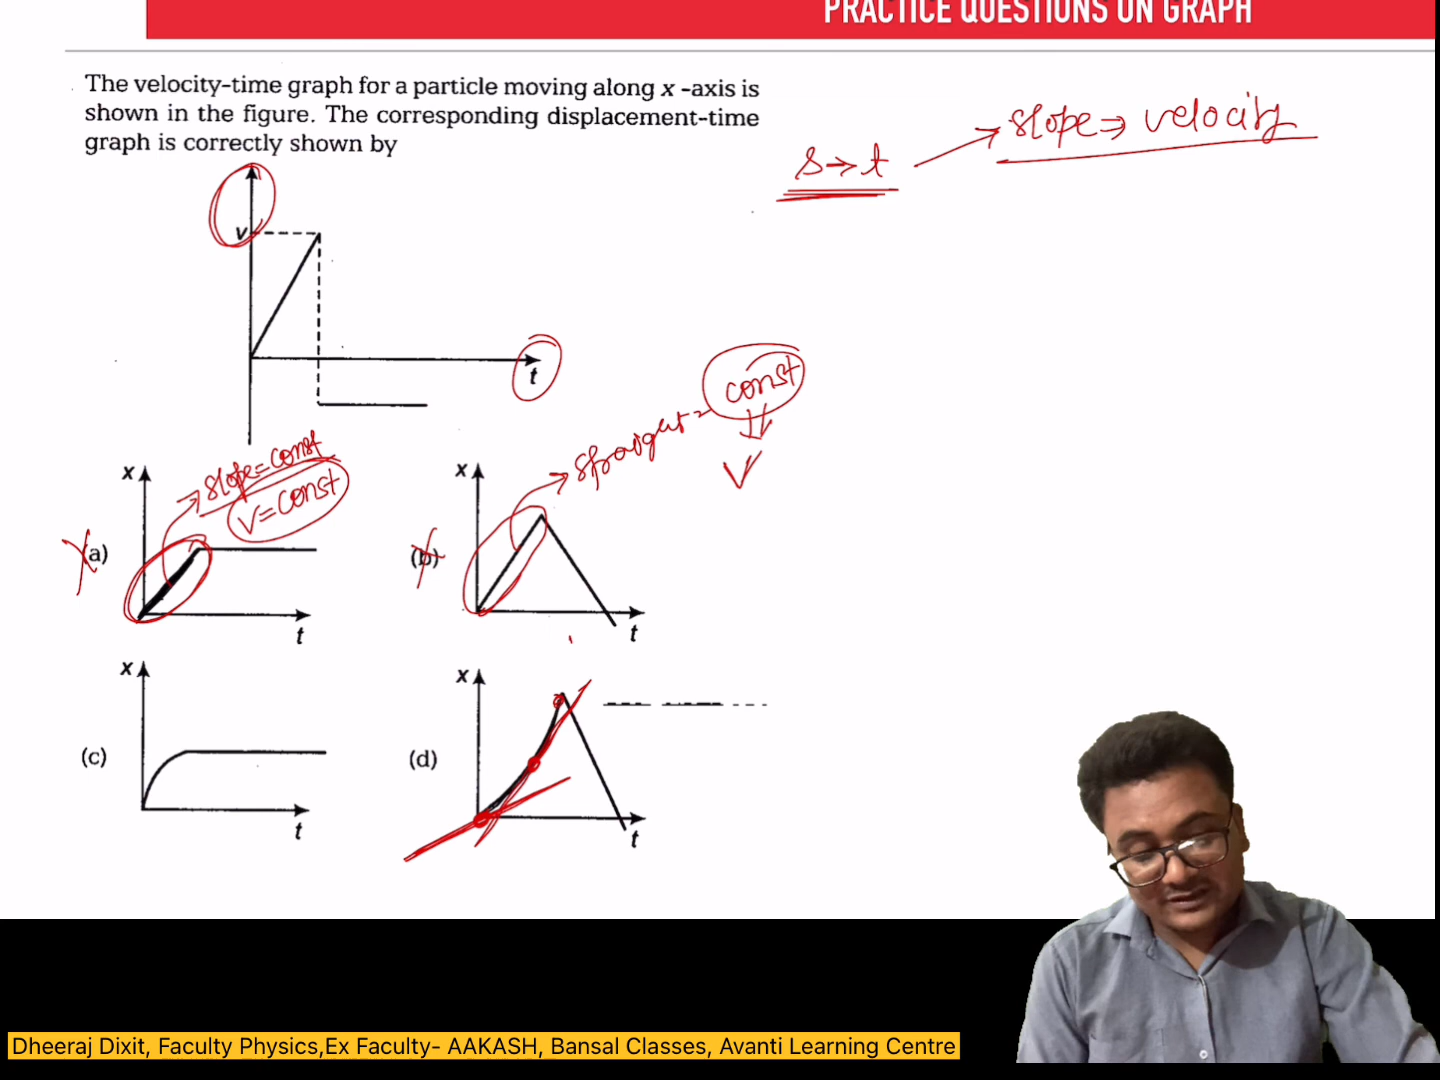 PRACTICE QUESTIONS ON GRAPH
The velocity-time graph for a particle moving along x -axis is
shown in the figure. The corresponding displacement-time
graph is correctly shown by
s→t → slope ⇒ velocity
v
t
const
straight =
V
slope=const
V=const
x
(a)
t
x
(b)
t
x
(c)
t
x
(d)
t
Dheeraj Dixit, Faculty Physics,Ex Faculty- AAKASH, Bansal Classes, Avanti Learning Centre